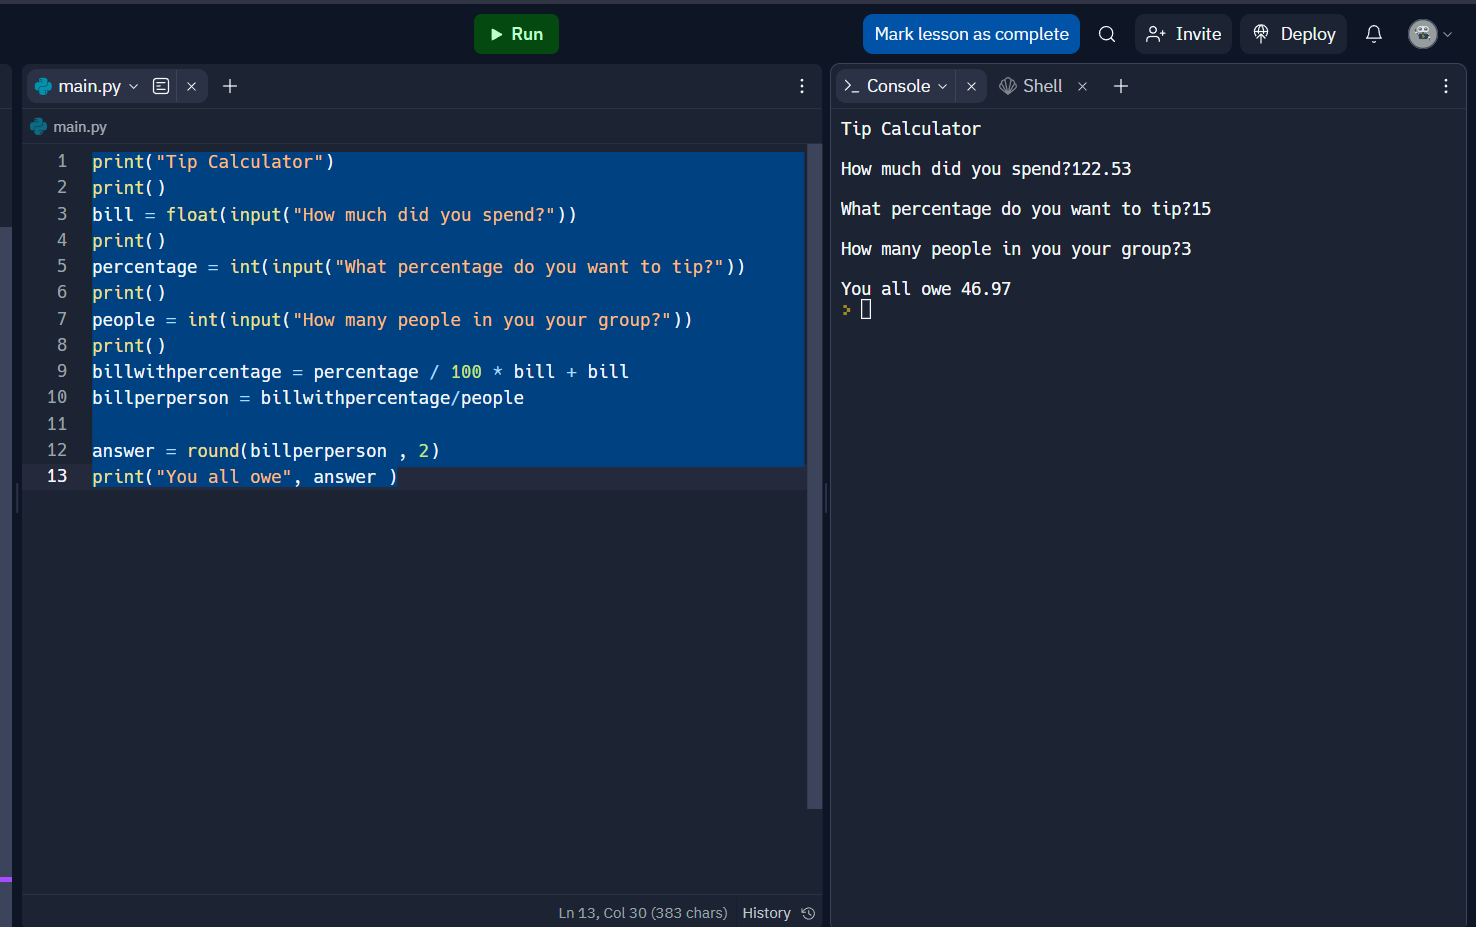 Run
Mark lesson as complete
Invite
Deploy
main.py
Console
Shell
main.py
1 print("Tip Calculator")
2 print()
3 bill = float(input("How much did you spend?"))
4 print()
5 percentage = int(input("What percentage do you want to tip?"))
6 print()
7 people = int(input("How many people in you your group?"))
8 print()
9 billwithpercentage = percentage / 100 * bill + bill
10 billperperson = billwithpercentage/people
11
12 answer = round(billperperson , 2)
13 print("You all owe", answer )
Ln 13, Col 30 (383 chars)
History
Tip Calculator
How much did you spend?122.53
What percentage do you want to tip?15
How many people in you your group?3
You all owe 46.97